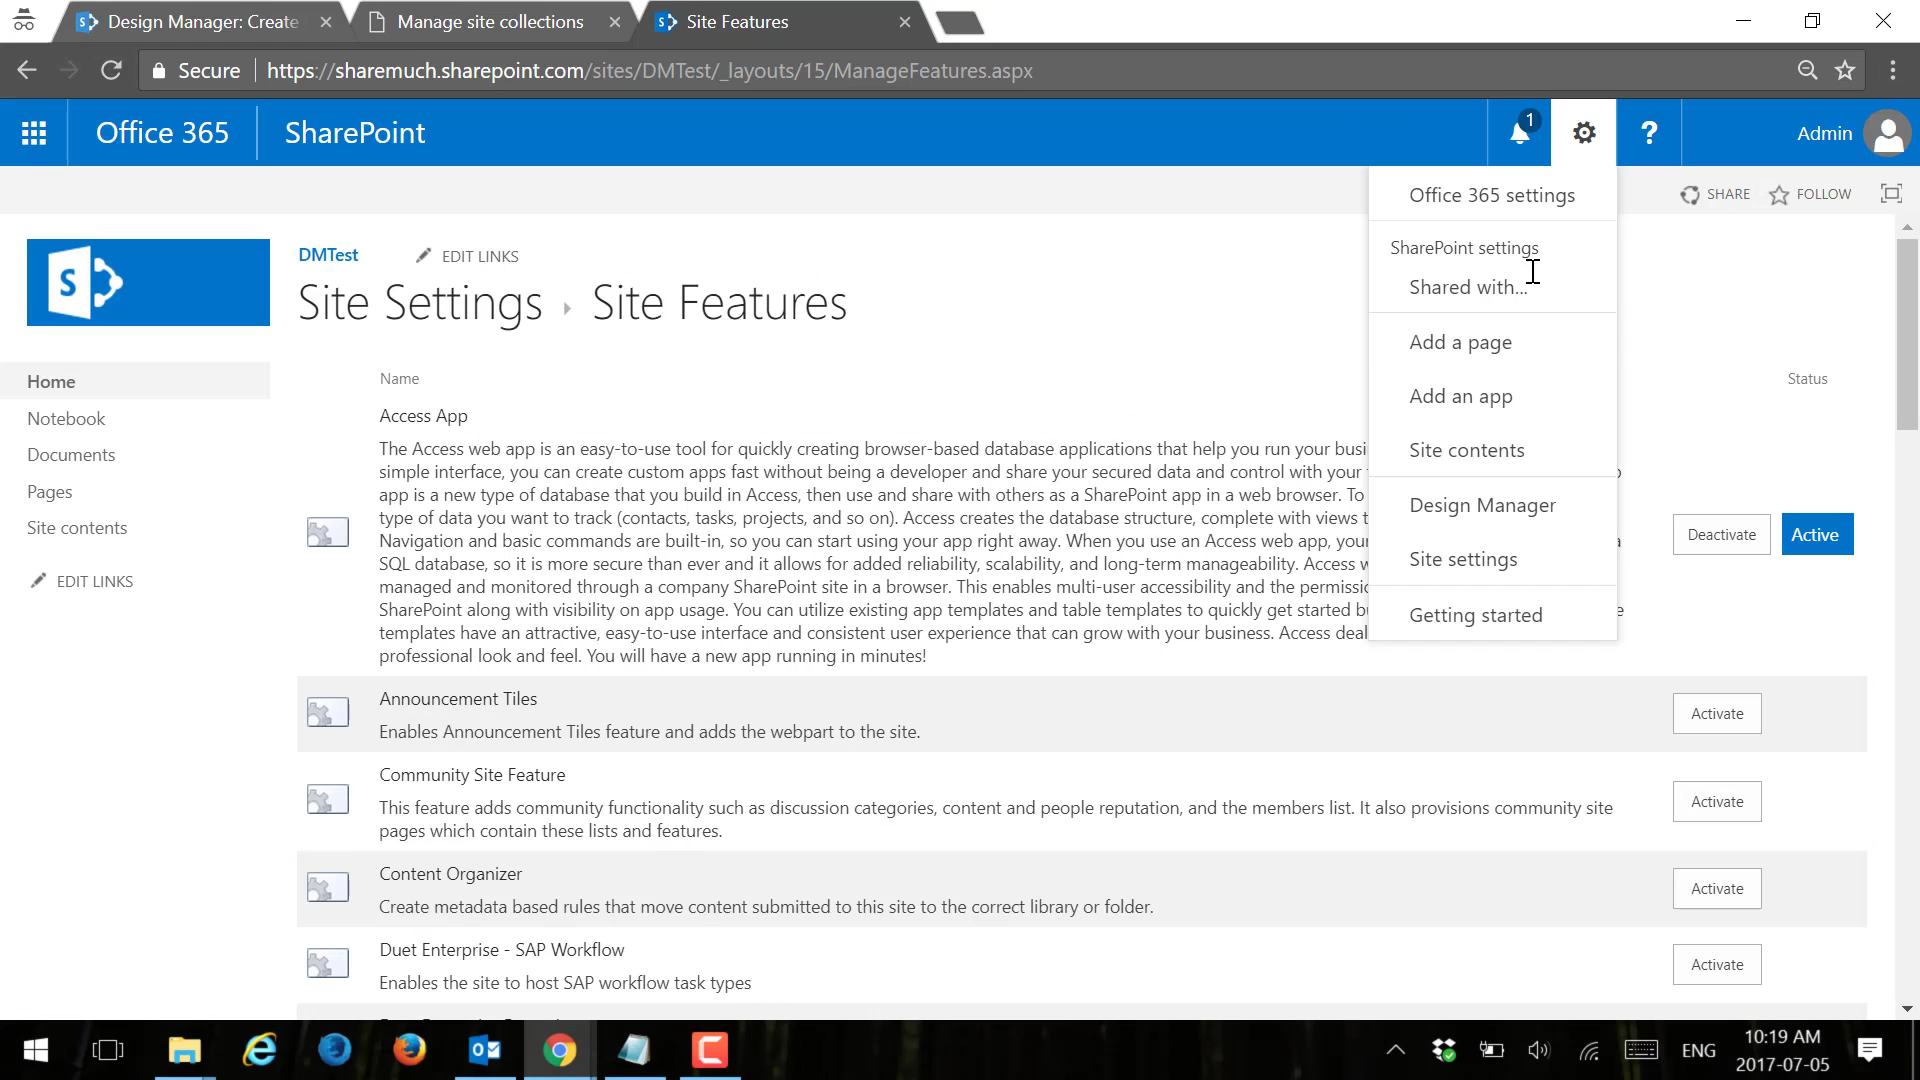 Design Manager: Create
Manage site collections
Site Features
Secure
https://sharemuch.sharepoint.com/sites/DMTest/_layouts/15/ManageFeatures.aspx
Office 365
SharePoint
1
?
Admin
Office 365 settings
SharePoint settings
Shared with...
Add a page
Add an app
Site contents
Design Manager
Site settings
Getting started
SHARE
FOLLOW
S
DMTest
EDIT LINKS
Site Settings
Site Features
Home
Notebook
Documents
Pages
Site contents
EDIT LINKS
Name
Status
Access App
The Access web app is an easy-to-use tool for quickly creating browser-based database applications that help you run your busi
simple interface, you can create custom apps fast without being a developer and share your secured data and control with your
app is a new type of database that you build in Access, then use and share with others as a SharePoint app in a web browser. To
type of data you want to track (contacts, tasks, projects, and so on). Access creates the database structure, complete with views t
Navigation and basic commands are built-in, so you can start using your app right away. When you use an Access web app, your
SQL database, so it is more secure than ever and it allows for added reliability, scalability, and long-term manageability. Access w
managed and monitored through a company SharePoint site in a browser. This enables multi-user accessibility and the permissic
SharePoint along with visibility on app usage. You can utilize existing app templates and table templates to quickly get started bu
templates have an attractive, easy-to-use interface and consistent user experience that can grow with your business. Access deal
professional look and feel. You will have a new app running in minutes!
Deactivate
Active
Announcement Tiles
Enables Announcement Tiles feature and adds the webpart to the site.
Activate
Community Site Feature
This feature adds community functionality such as discussion categories, content and people reputation, and the members list. It also provisions community site
pages which contain these lists and features.
Activate
Content Organizer
Create metadata based rules that move content submitted to this site to the correct library or folder.
Activate
Duet Enterprise - SAP Workflow
Enables the site to host SAP workflow task types
Activate
ENG
10:19 AM
2017-07-05